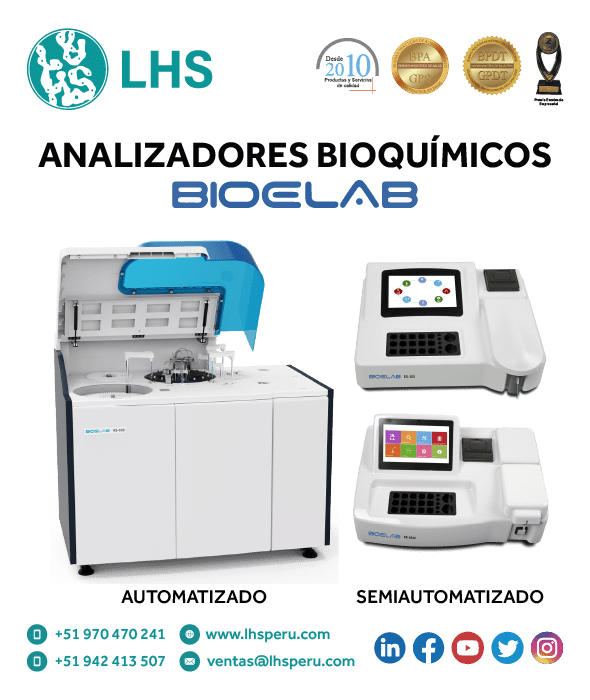 LHS
Desde
2010
Productos y Servicios
de calidad
BPA
GPS
BPDT
GPDT
ANALIZADORES BIOQUÍMICOS
BIOELAB
BIOELAB
BIOELAB
BIOELAB
AUTOMATIZADO
SEMIAUTOMATIZADO
+51 970 470 241
www.lhsperu.com
+51 942 413 507
ventas@lhsperu.com